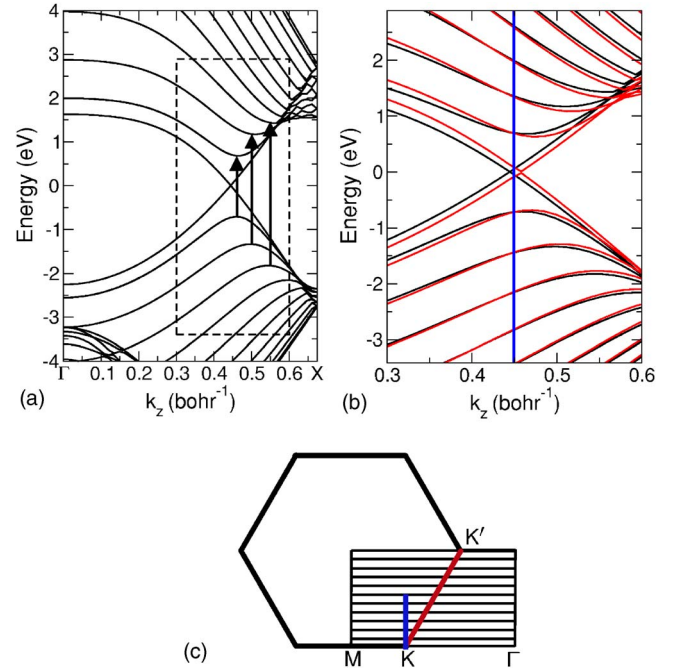 4
3
2
1
0
-1
-2
-3
-4
Energy (eV)
Γ 0.1 0.2 0.3 0.4 0.5 0.6 X
k_z (bohr⁻¹)
(a)
2
1
0
-1
-2
-3
Energy (eV)
0.3 0.4 0.5 0.6
k_z (bohr⁻¹)
(b)
K′
M K Γ
(c)